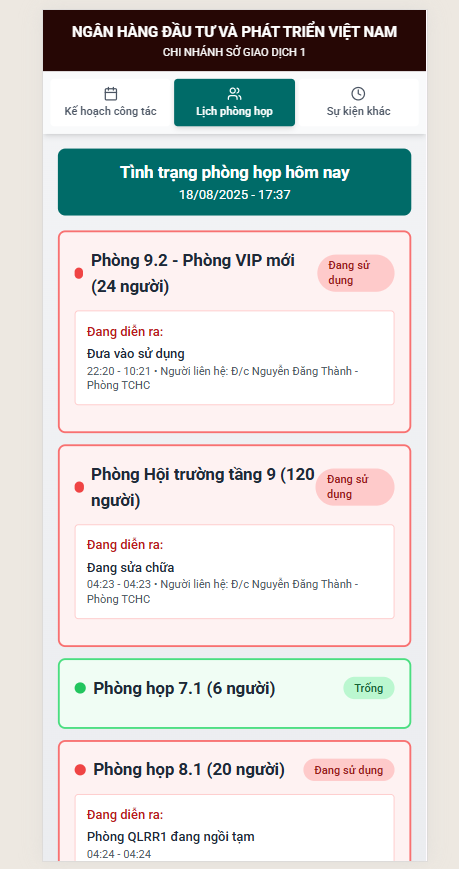 NGÂN HÀNG ĐẦU TƯ VÀ PHÁT TRIỂN VIỆT NAM
CHI NHÁNH SỞ GIAO DỊCH 1
Kế hoạch công tác
Lịch phòng họp
Sự kiện khác
Tình trạng phòng họp hôm nay
18/08/2025 - 17:37
Phòng 9.2 - Phòng VIP mới
(24 người)
Đang sử
dụng
Đang diễn ra:
Đưa vào sử dụng
22:20 - 10:21 • Người liên hệ: Đ/c Nguyễn Đăng Thành -
Phòng TCHC
Phòng Hội trường tầng 9 (120
người)
Đang sử
dụng
Đang diễn ra:
Đang sửa chữa
04:23 - 04:23 • Người liên hệ: Đ/c Nguyễn Đăng Thành -
Phòng TCHC
Phòng họp 7.1 (6 người)
Trống
Phòng họp 8.1 (20 người)
Đang sử dụng
Đang diễn ra:
Phòng QLRR1 đang ngồi tạm
04:24 - 04:24